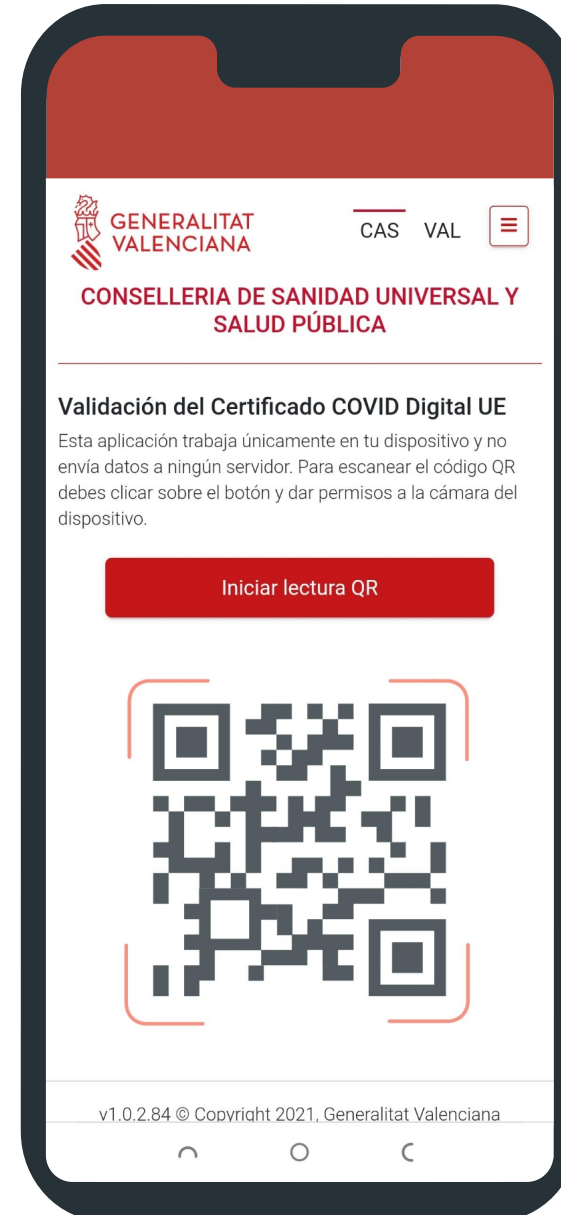 GENERALITAT
VALENCIANA
CAS VAL
CONSELLERIA DE SANIDAD UNIVERSAL Y
SALUD PÚBLICA
Validación del Certificado COVID Digital UE
Esta aplicación trabaja únicamente en tu dispositivo y no
envía datos a ningún servidor. Para escanear el código QR
debes clicar sobre el botón y dar permisos a la cámara del
dispositivo.
Iniciar lectura QR
v1.0.2.84 © Copyright 2021, Generalitat Valenciana